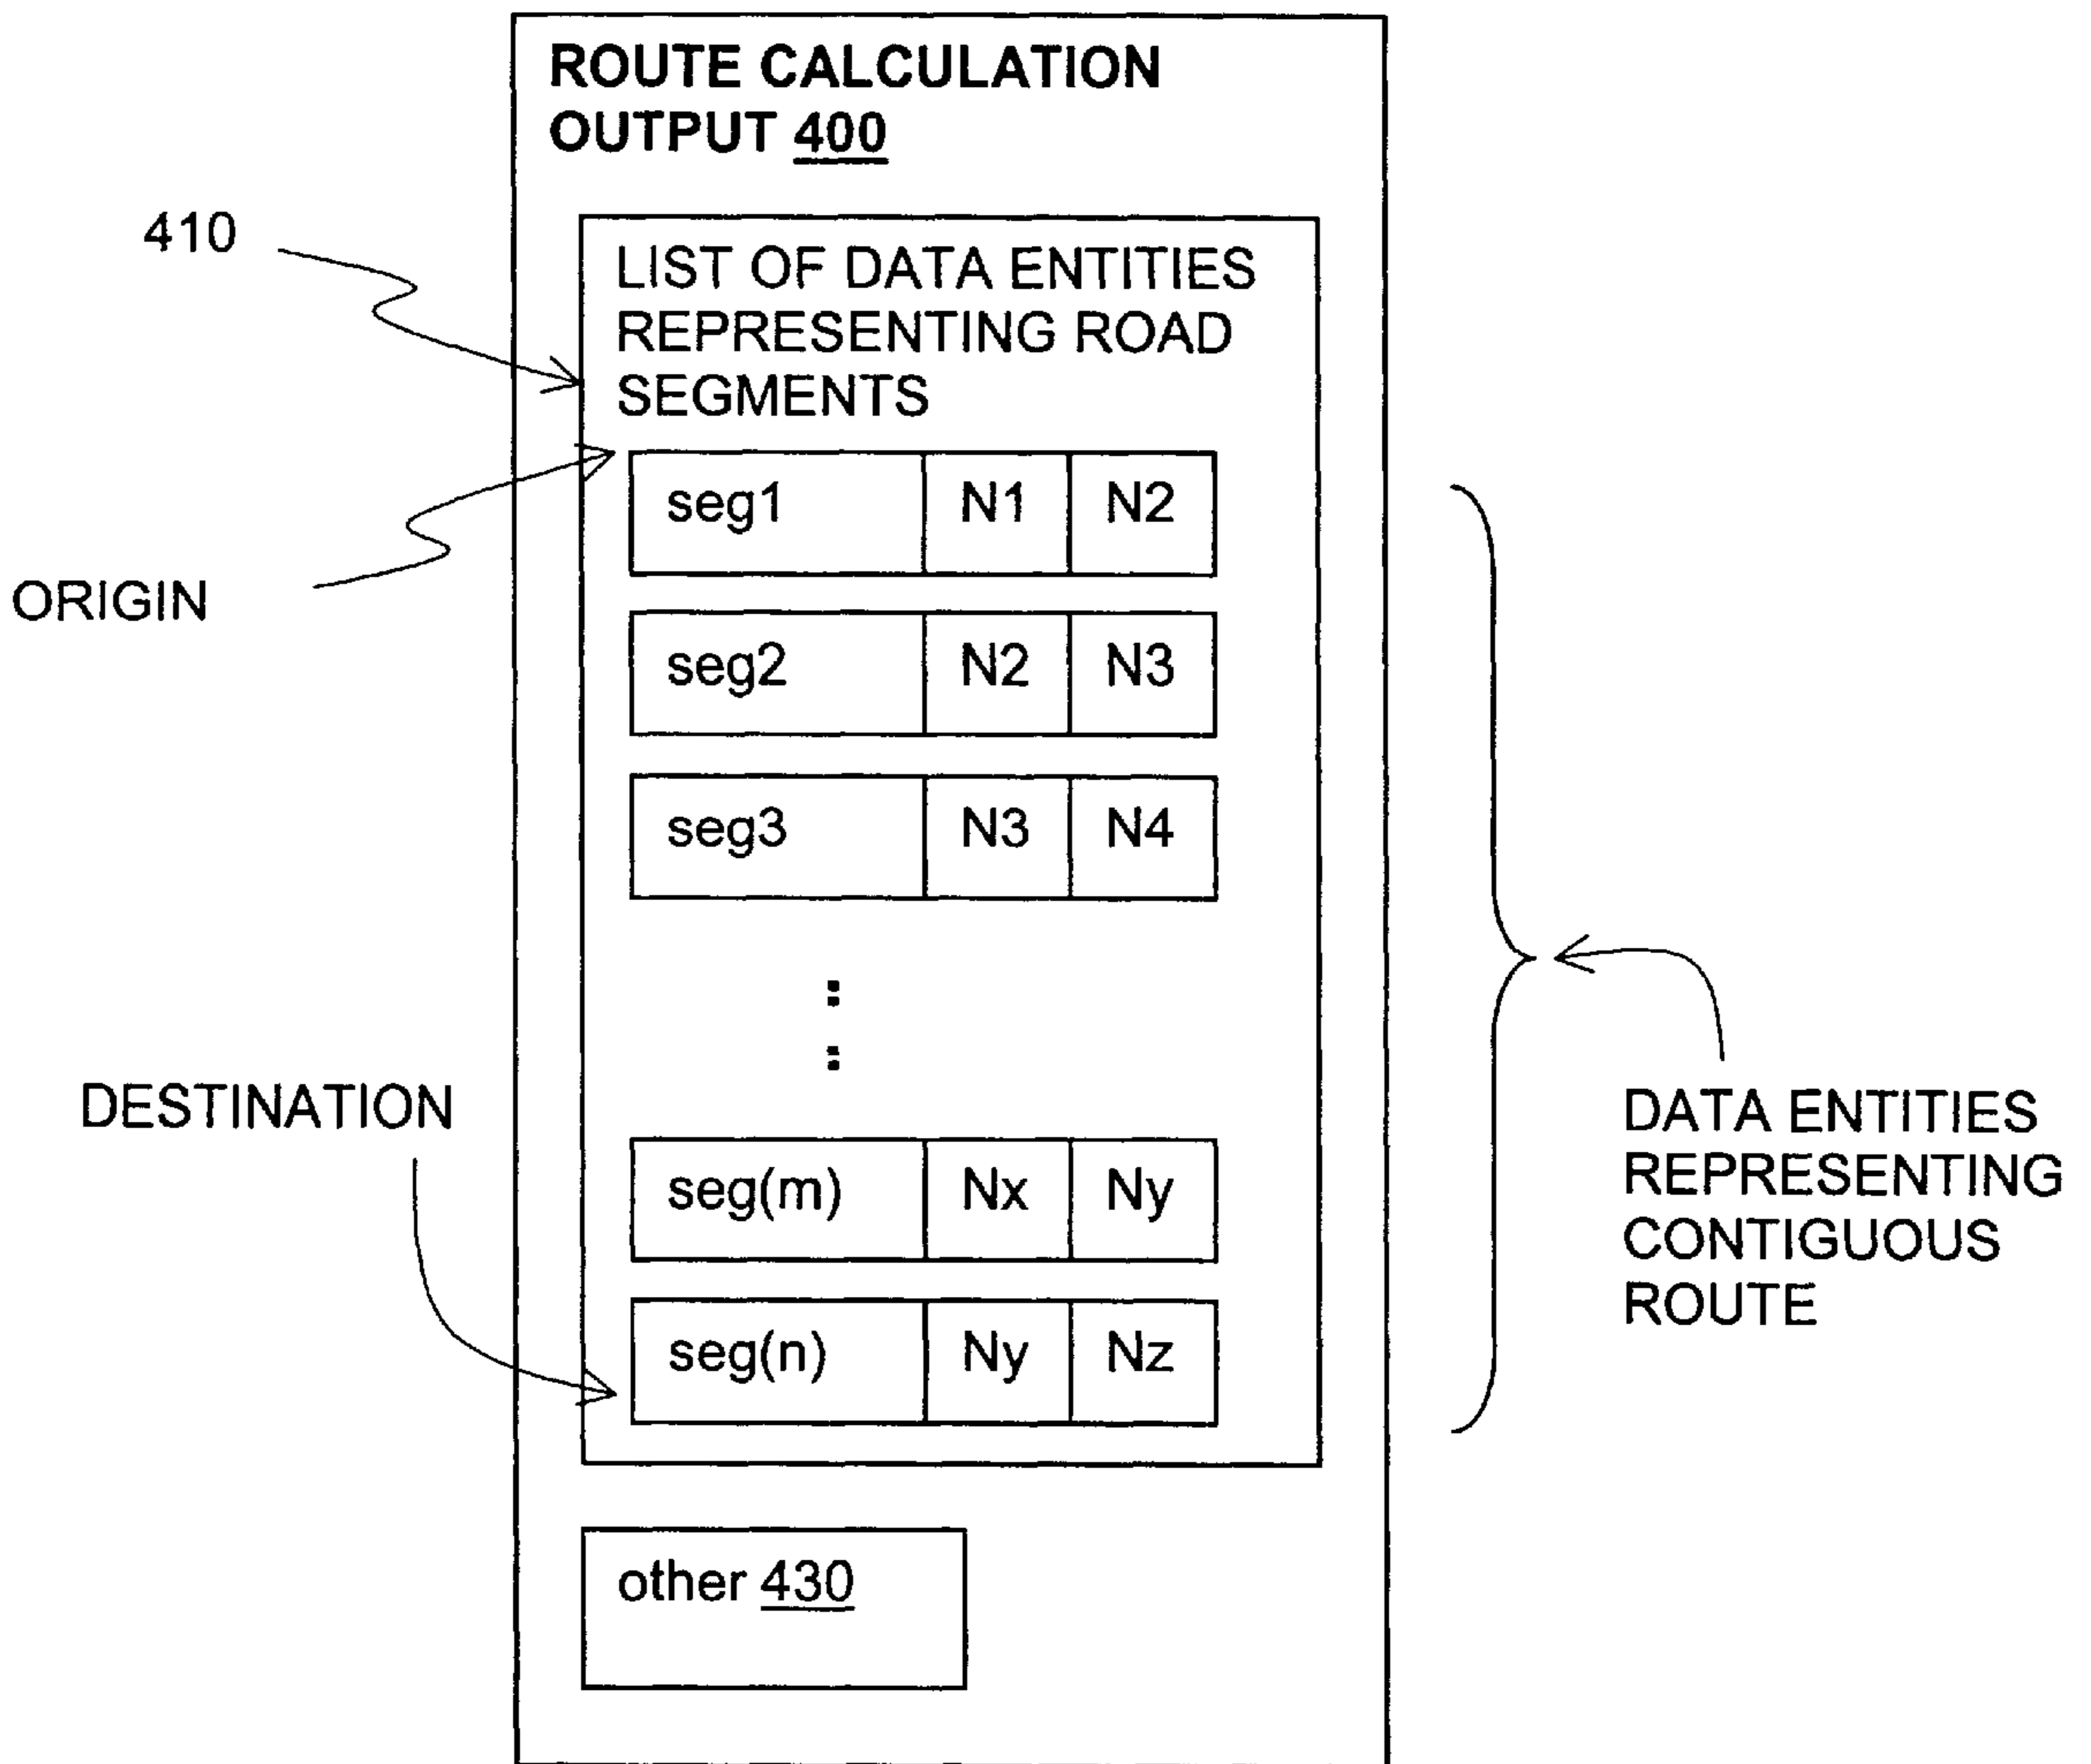 ROUTE CALCULATION
OUTPUT 400
410
LIST OF DATA ENTITIES
REPRESENTING ROAD
SEGMENTS
ORIGIN
seg1 N1 N2
seg2 N2 N3
seg3 N3 N4
:
:
DESTINATION
seg(m) Nx Ny
seg(n) Ny Nz
DATA ENTITIES
REPRESENTING
CONTIGUOUS
ROUTE
other 430